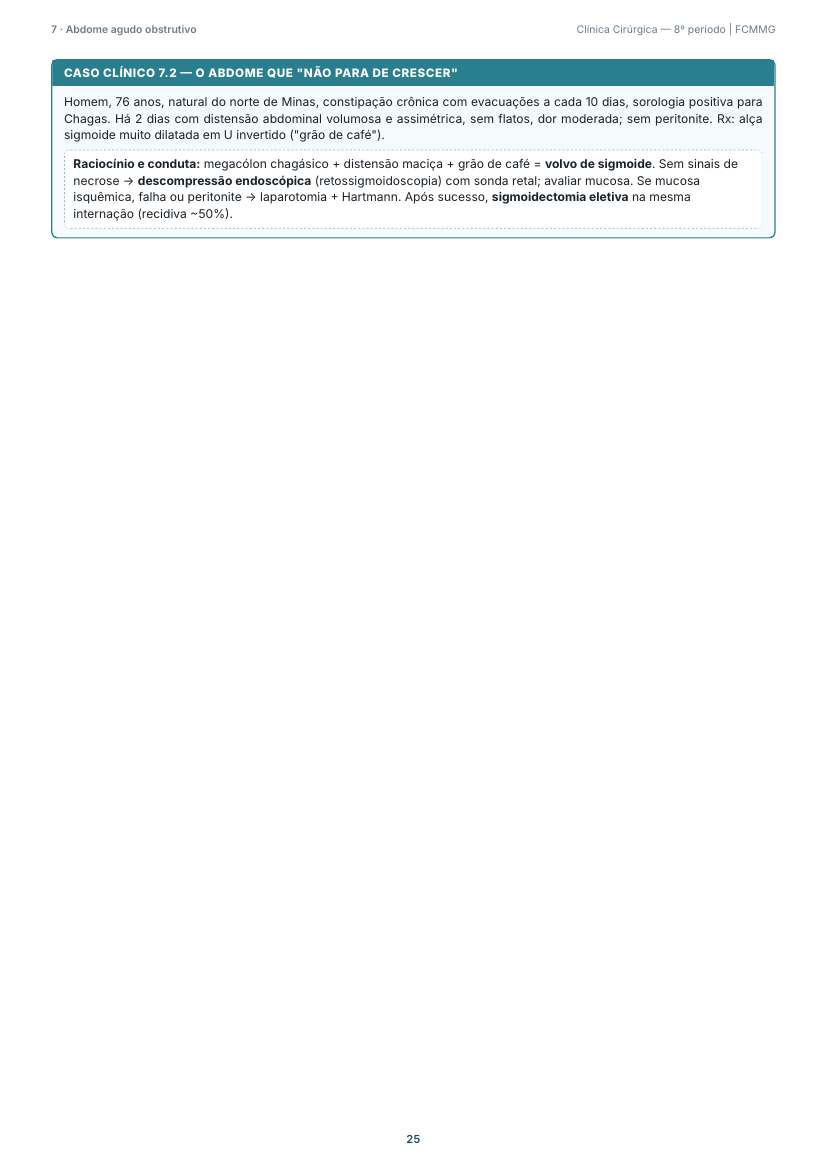 7 · Abdome agudo obstrutivo
Clínica Cirúrgica — 8º período | FCMMG
CASO CLÍNICO 7.2 — O ABDOME QUE "NÃO PARA DE CRESCER"
Homem, 76 anos, natural do norte de Minas, constipação crônica com evacuações a cada 10 dias, sorologia positiva para
Chagas. Há 2 dias com distensão abdominal volumosa e assimétrica, sem flatos, dor moderada; sem peritonite. Rx: alça
sigmoide muito dilatada em U invertido ("grão de café").
Raciocínio e conduta: megacólon chagásico + distensão maciça + grão de café = volvo de sigmoide. Sem sinais de
necrose → descompressão endoscópica (retossigmoidoscopia) com sonda retal; avaliar mucosa. Se mucosa
isquêmica, falha ou peritonite → laparotomia + Hartmann. Após sucesso, sigmoidectomia eletiva na mesma
internação (recidiva ~50%).
25